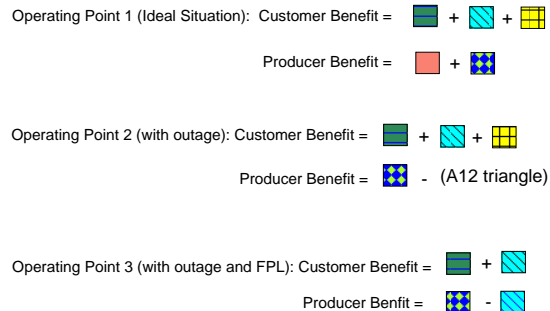 Operating Point 1 (Ideal Situation): Customer Benefit = + +
Producer Benefit = +
Operating Point 2 (with outage): Customer Benefit = + +
Producer Benefit = - (A12 triangle)
Operating Point 3 (with outage and FPL): Customer Benefit = +
Producer Benfit = -